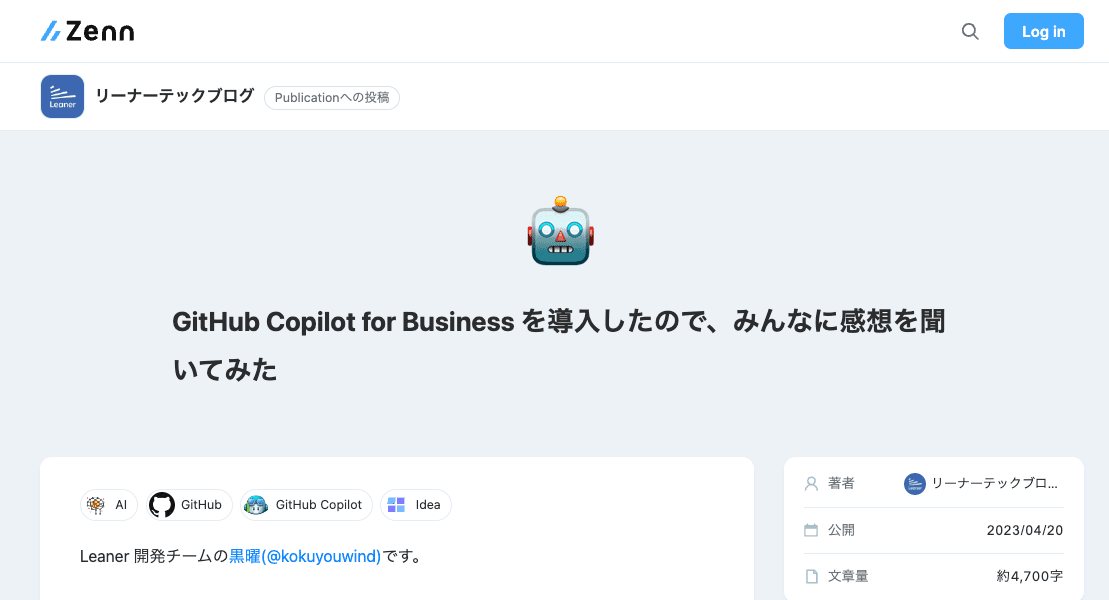 Zenn
Log in
Leaner
リーナーテックブログ
Publicationへの投稿
GitHub Copilot for Business を導入したので、みんなに感想を聞
いてみた
AI
GitHub
GitHub Copilot
Idea
Leaner 開発チームの黒曜(@kokuyouwind)です。
著者
リーナーテックブロ...
公開
2023/04/20
文章量
約4,700字